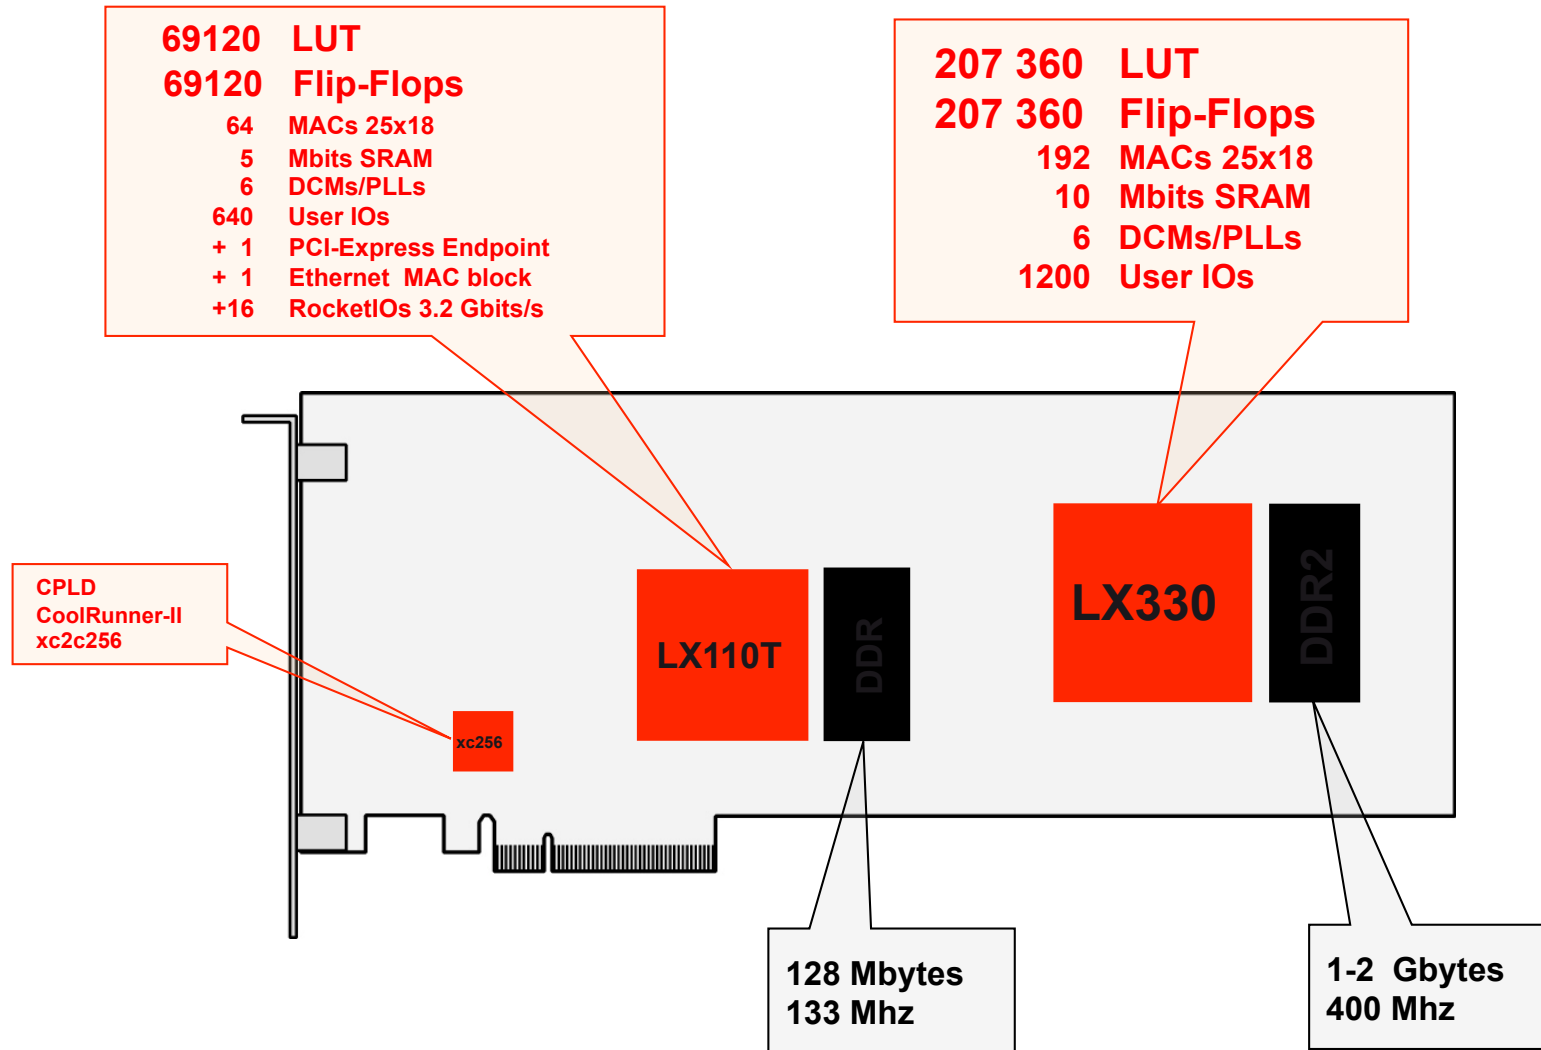 69120 LUT
69120 Flip-Flops
64 MACs 25x18
5 Mbits SRAM
6 DCMs/PLLs
640 User IOs
+ 1 PCI-Express Endpoint
+ 1 Ethernet MAC block
+16 RocketIOs 3.2 Gbits/s
207 360 LUT
207 360 Flip-Flops
192 MACs 25x18
10 Mbits SRAM
6 DCMs/PLLs
1200 User IOs
CPLD
CoolRunner-II
xc2c256
xc256
LX110T
DDR
LX330
DDR2
128 Mbytes
133 Mhz
1-2 Gbytes
400 Mhz